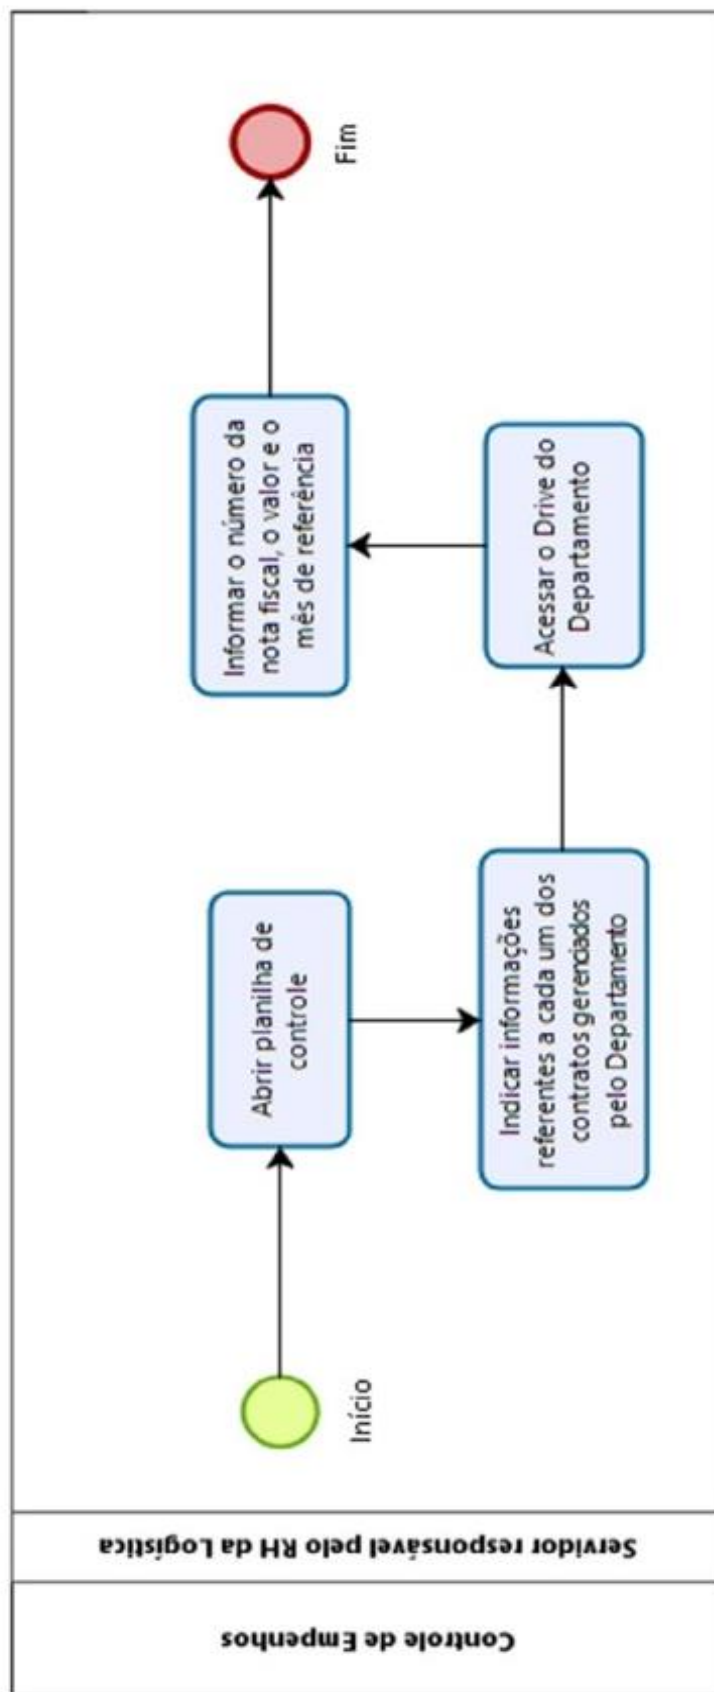 Controle de Empenhos
Servidor responsável pelo RH da Logística
Início
Abrir planilha de
controle
Indicar informações
referentes a cada um dos
contratos gerenciados
pelo Departamento
Acessar o Drive do
Departamento
Informar o número da
nota fiscal, o valor e o
mês de referência
Fim